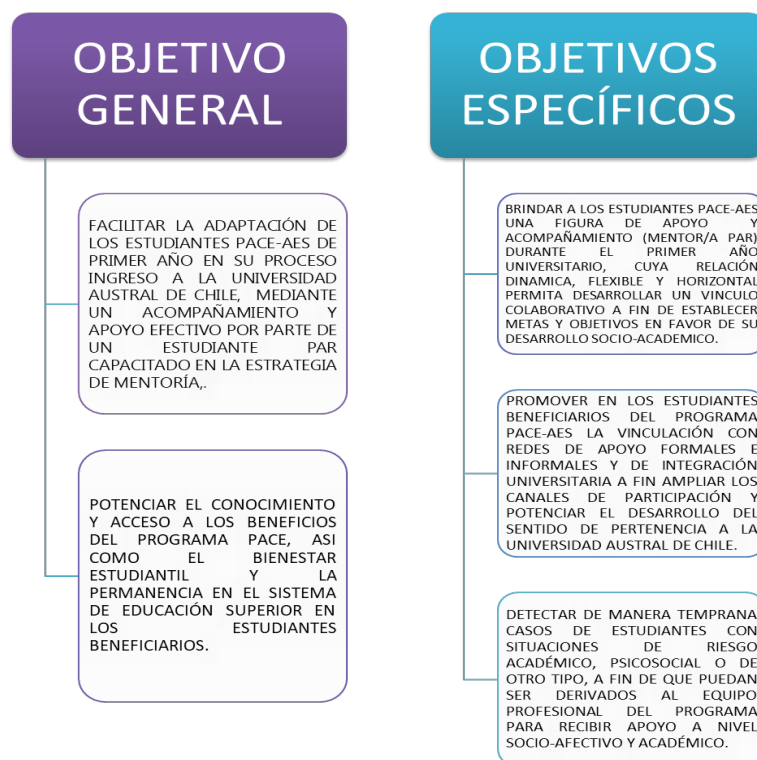 OBJETIVO
GENERAL
FACILITAR LA ADAPTACIÓN DE
LOS ESTUDIANTES PACE-AES DE
PRIMER AÑO EN SU PROCESO
INGRESO A LA UNIVERSIDAD
AUSTRAL DE CHILE, MEDIANTE
UN ACOMPAÑAMIENTO Y
APOYO EFECTIVO POR PARTE DE
UN ESTUDIANTE PAR
CAPACITADO EN LA ESTRATEGIA
DE MENTORÍA,.
POTENCIAR EL CONOCIMIENTO
Y ACCESO A LOS BENEFICIOS
DEL PROGRAMA PACE, ASI
COMO EL BIENESTAR
ESTUDIANTIL Y LA
PERMANENCIA EN EL SISTEMA
DE EDUCACIÓN SUPERIOR EN
LOS ESTUDIANTES
BENEFICIARIOS.
OBJETIVOS
ESPECÍFICOS
BRINDAR A LOS ESTUDIANTES PACE-AES
UNA FIGURA DE APOYO Y
ACOMPAÑAMIENTO (MENTOR/A PAR)
DURANTE EL PRIMER AÑO
UNIVERSITARIO, CUYA RELACIÓN
DINAMICA, FLEXIBLE Y HORIZONTAL
PERMITA DESARROLLAR UN VINCULO
COLABORATIVO A FIN DE ESTABLECER
METAS Y OBJETIVOS EN FAVOR DE SU
DESARROLLO SOCIO-ACADEMICO.
PROMOVER EN LOS ESTUDIANTES
BENEFICIARIOS DEL PROGRAMA
PACE-AES LA VINCULACIÓN CON
REDES DE APOYO FORMALES E
INFORMALES Y DE INTEGRACIÓN
UNIVERSITARIA A FIN AMPLIAR LOS
CANALES DE PARTICIPACIÓN Y
POTENCIAR EL DESARROLLO DEL
SENTIDO DE PERTENENCIA A LA
UNIVERSIDAD AUSTRAL DE CHILE.
DETECTAR DE MANERA TEMPRANA
CASOS DE ESTUDIANTES CON
SITUACIONES DE RIESGO
ACADÉMICO, PSICOSOCIAL O DE
OTRO TIPO, A FIN DE QUE PUEDAN
SER DERIVADOS AL EQUIPO
PROFESIONAL DEL PROGRAMA
PARA RECIBIR APOYO A NIVEL
SOCIO-AFECTIVO Y ACADÉMICO.